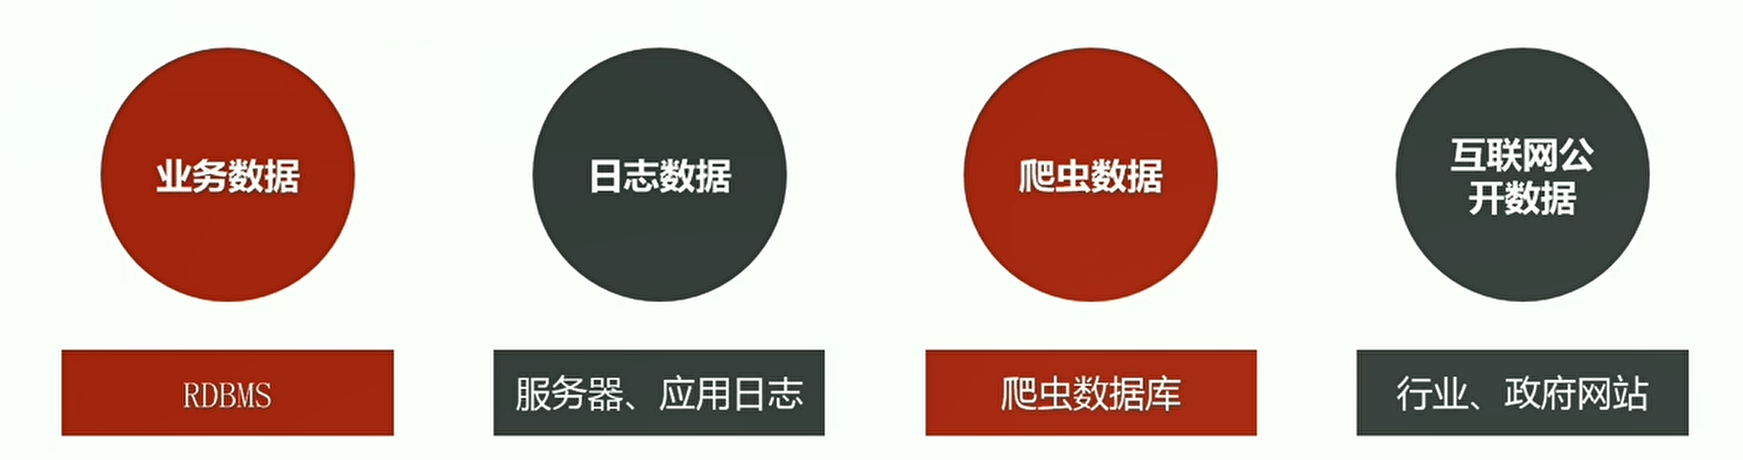 业务数据
日志数据
爬虫数据
互联网公
开数据
RDBMS
服务器、应用日志
爬虫数据库
行业、政府网站